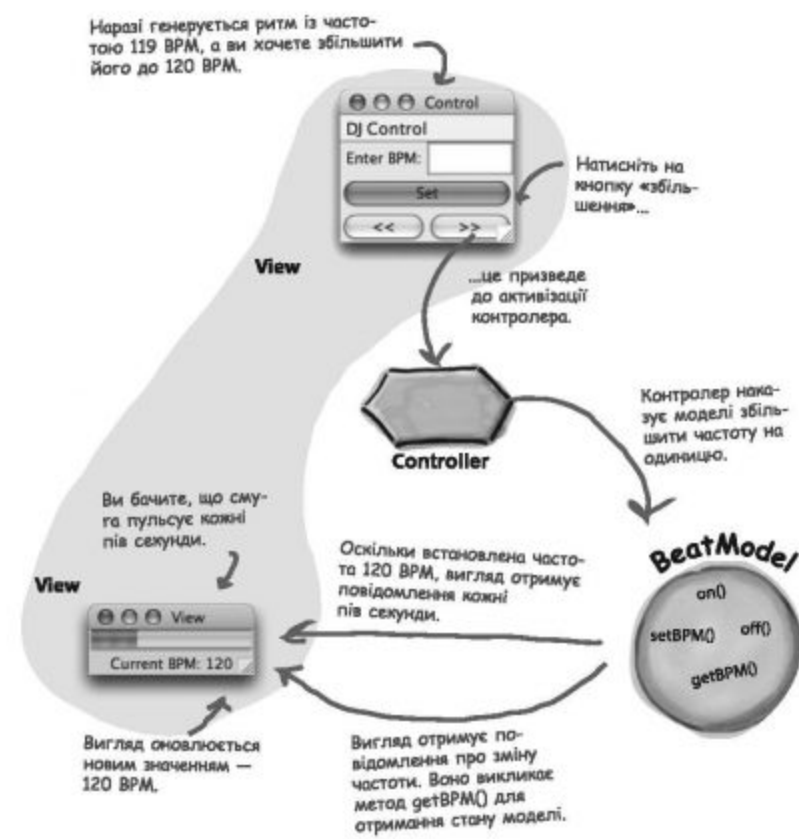 Наразі генерується ритм із часто-
тою 119 BPM, а ви хочете збільшити
його до 120 BPM.
Control
DJ Control
Enter BPM:
Set
<<
>>
Натисніть на
кнопку «збіль-
шення»...
View
...це призведе
до активізації
контролера.
Controller
Контролер нака-
зує моделі збіль-
шити частоту на
одиницю.
Ви бачите, що сму-
га пульсує кожні
пів секунди.
View
View
Current BPM: 120
Оскільки встановлена часто-
та 120 BPM, вигляд отримує
повідомлення кожні
пів секунди.
BeatModel
on()
setBPM()
off()
getBPM()
Вигляд оновлюється
новим значенням —
120 BPM.
Вигляд отримує по-
відомлення про зміну
частоти. Воно викликає
метод getBPM() для
отримання стану моделі.